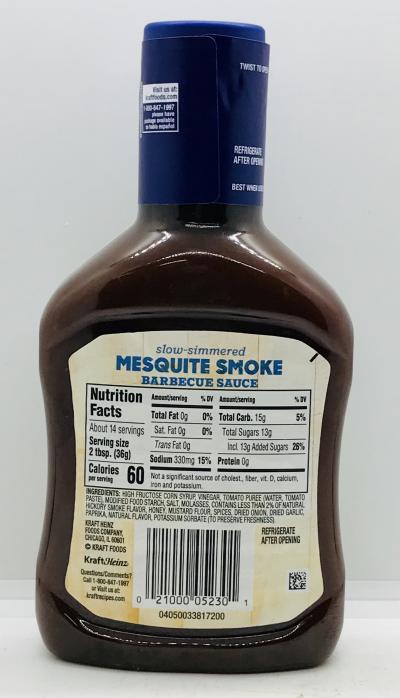 TWIST TO OPE
Visit us at:
kraftfoods.com
1-800-847-1997
please have
package available
se habla español
REFRIGERATE
AFTER OPENING
BEST WHEN USED
slow-simmered
MESQUITE SMOKE
BARBECUE SAUCE
Nutrition
Facts
About 14 servings
Serving size
2 tbsp. (36g)
Calories 60
per serving
Amount/serving % DV
Total Fat 0g 0%
Sat. Fat 0g 0%
Trans Fat 0g
Sodium 330mg 15%
Amount/serving % DV
Total Carb. 15g 5%
Total Sugars 13g
Incl. 13g Added Sugars 26%
Protein 0g
Not a significant source of cholest., fiber, vit. D, calcium,
iron and potassium.
INGREDIENTS: HIGH FRUCTOSE CORN SYRUP, VINEGAR, TOMATO PUREE (WATER, TOMATO
PASTE), MODIFIED FOOD STARCH, SALT, MOLASSES, CONTAINS LESS THAN 2% OF NATURAL
HICKORY SMOKE FLAVOR, HONEY, MUSTARD FLOUR, SPICES, DRIED ONION, DRIED GARLIC,
PAPRIKA, NATURAL FLAVOR, POTASSIUM SORBATE (TO PRESERVE FRESHNESS).
KRAFT HEINZ
FOODS COMPANY,
CHICAGO, IL 60601
© KRAFT FOODS
KraftHeinz
Questions/Comments?
Call 1-800-847-1997
or Visit us at:
kraftrecipes.com
REFRIGERATE
AFTER OPENING
0 21000 05230 1
04050033817200